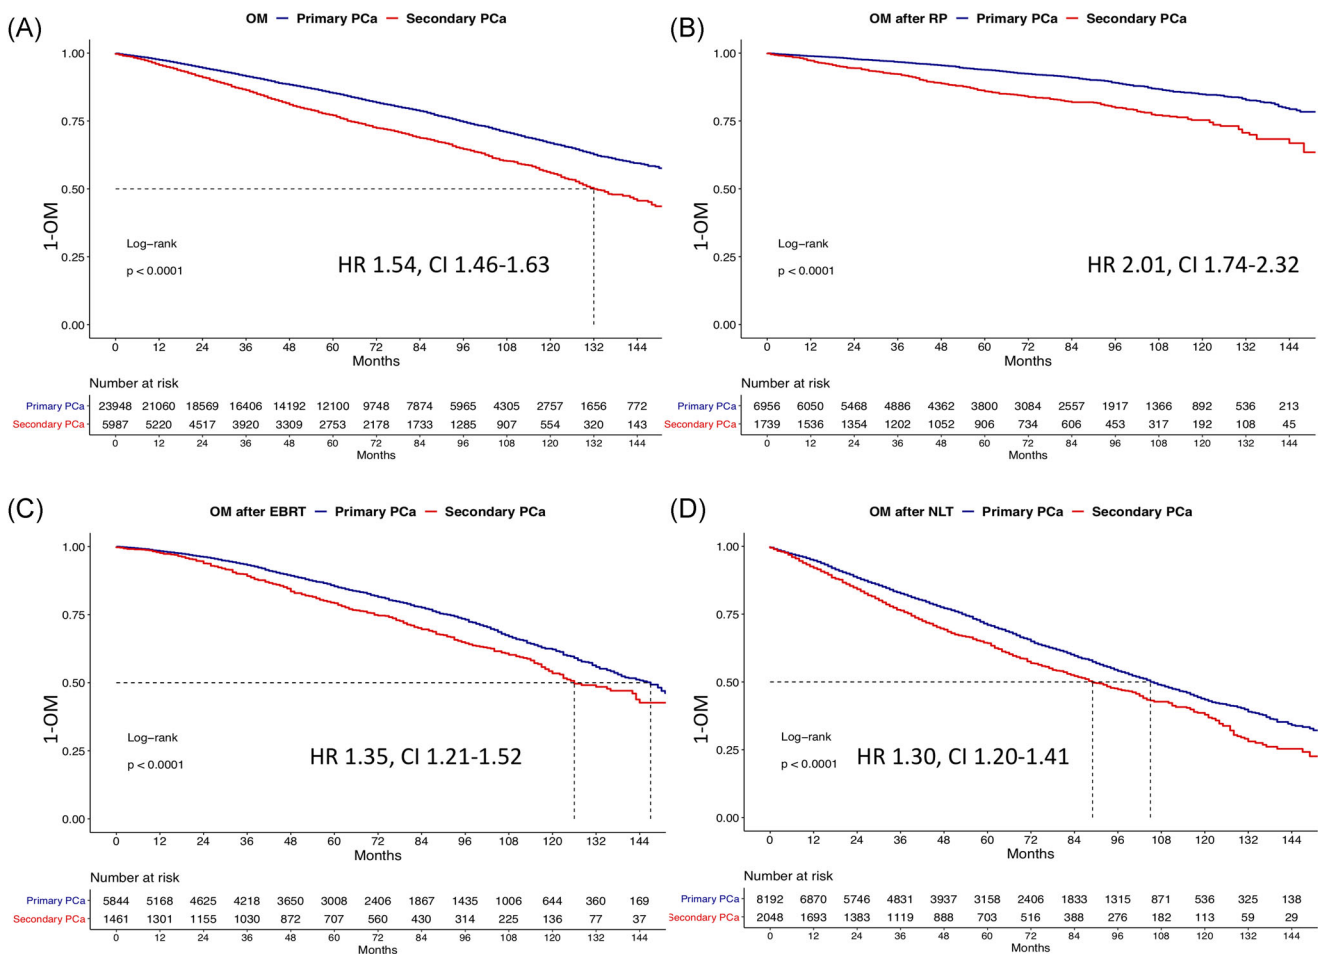 (A)
OM Primary PCa Secondary PCa
1.00
0.75
0.50
0.25
0.00
1-OM
Log-rank
p < 0.0001
HR 1.54, CI 1.46-1.63
0 12 24 36 48 60 72 84 96 108 120 132 144
Months
Number at risk
Primary PCa 23948 21060 18569 16406 14192 12100 9748 7874 5965 4305 2757 1656 772
Secondary PCa 5987 5220 4517 3920 3309 2753 2178 1733 1285 907 554 320 143
0 12 24 36 48 60 72 84 96 108 120 132 144
Months
(B)
OM after RP Primary PCa Secondary PCa
1.00
0.75
0.50
0.25
0.00
1-OM
Log-rank
p < 0.0001
HR 2.01, CI 1.74-2.32
0 12 24 36 48 60 72 84 96 108 120 132 144
Months
Number at risk
Primary PCa 6956 6050 5468 4886 4362 3800 3084 2557 1917 1366 892 536 213
Secondary PCa 1739 1536 1354 1202 1052 906 734 606 453 317 192 108 45
0 12 24 36 48 60 72 84 96 108 120 132 144
Months
(C)
OM after EBRT Primary PCa Secondary PCa
1.00
0.75
0.50
0.25
0.00
1-OM
Log-rank
p < 0.0001
HR 1.35, CI 1.21-1.52
0 12 24 36 48 60 72 84 96 108 120 132 144
Months
Number at risk
Primary PCa 5844 5168 4625 4218 3650 3008 2406 1867 1435 1006 644 360 169
Secondary PCa 1461 1301 1155 1030 872 707 560 430 314 225 136 77 37
0 12 24 36 48 60 72 84 96 108 120 132 144
Months
(D)
OM after NLT Primary PCa Secondary PCa
1.00
0.75
0.50
0.25
0.00
1-OM
Log-rank
p < 0.0001
HR 1.30, CI 1.20-1.41
0 12 24 36 48 60 72 84 96 108 120 132 144
Months
Number at risk
Primary PCa 8192 6870 5746 4831 3937 3158 2406 1833 1315 871 536 325 138
Secondary PCa 2048 1693 1383 1119 888 703 516 388 276 182 113 59 29
0 12 24 36 48 60 72 84 96 108 120 132 144
Months